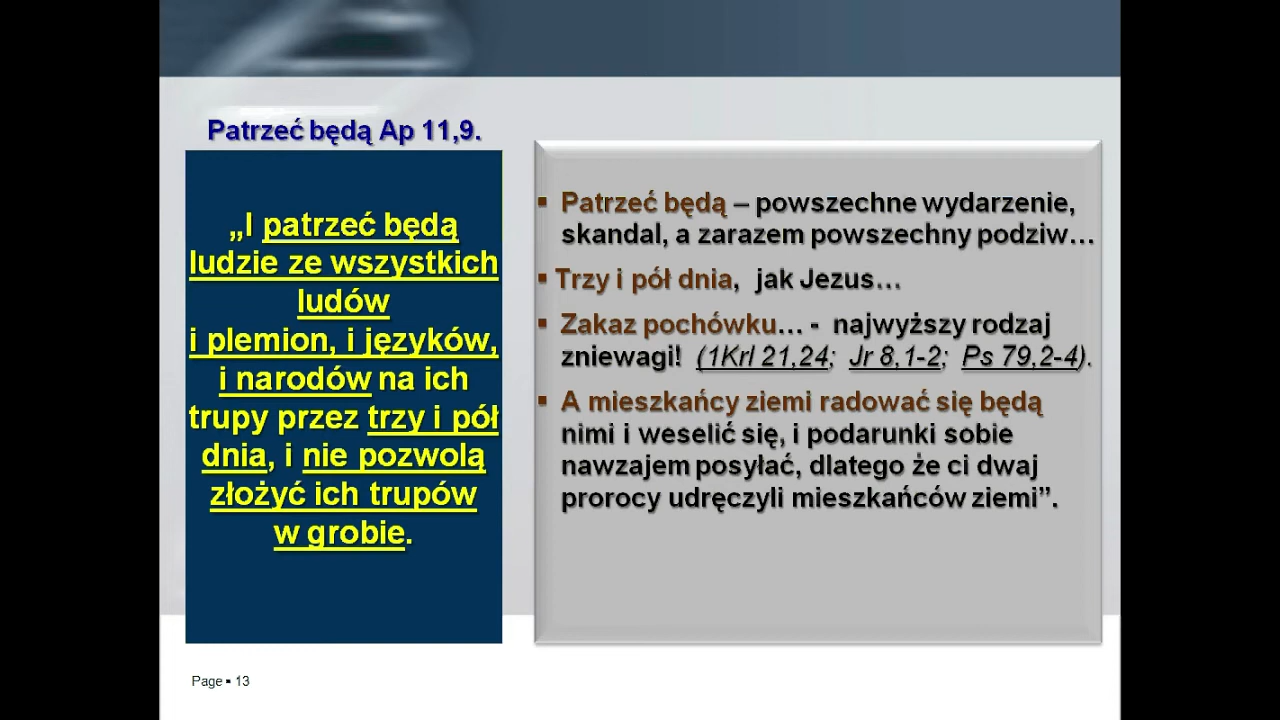 Patrzeć będą Ap 11,9.
„I patrzeć będą
ludzie ze wszystkich
ludów
i plemion, i języków,
i narodów na ich
trupy przez trzy i pół
dnia, i nie pozwolą
złożyć ich trupów
w grobie.
▪ Patrzeć będą – powszechne wydarzenie,
skandal, a zarazem powszechny podziw…
▪ Trzy i pół dnia, jak Jezus…
▪ Zakaz pochówku… - najwyższy rodzaj
zniewagi! (1Krl 21,24; Jr 8,1-2; Ps 79,2-4).
▪ A mieszkańcy ziemi radować się będą
nimi i weselić się, i podarunki sobie
nawzajem posyłać, dlatego że ci dwaj
prorocy udręczyli mieszkańców ziemi”.
Page ▪ 13